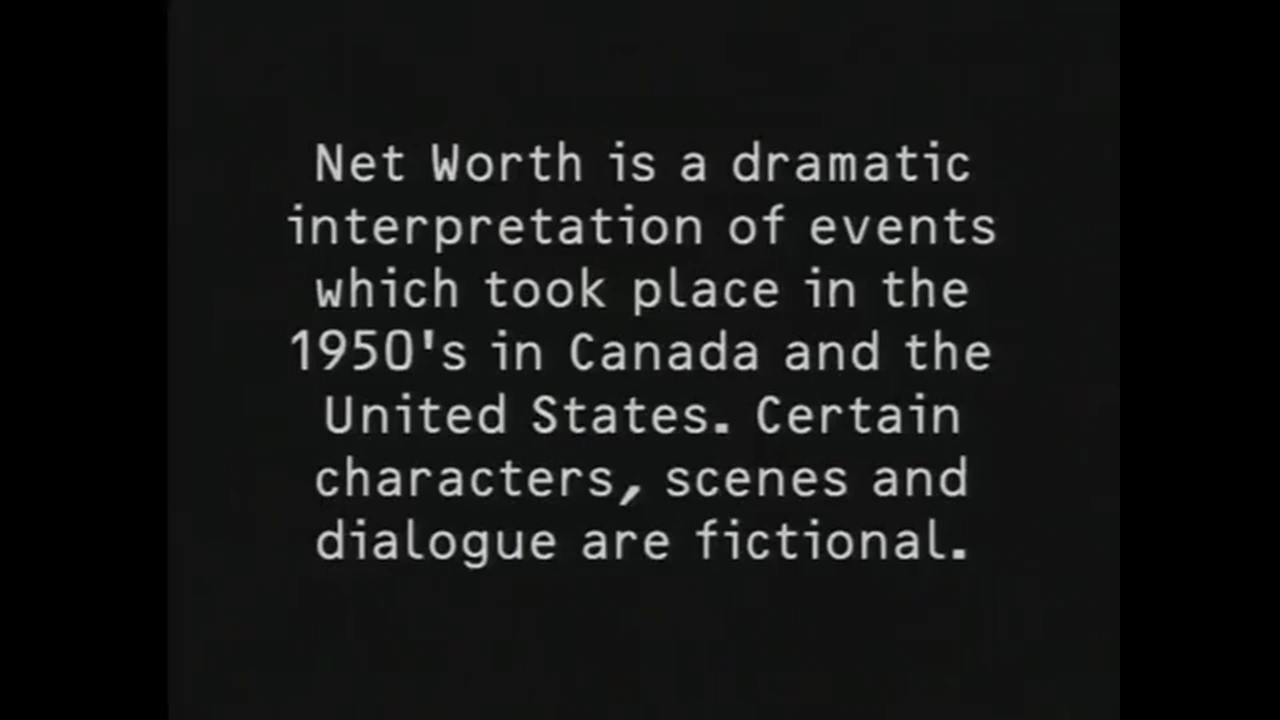 Net Worth is a dramatic
interpretation of events
which took place in the
1950's in Canada and the
United States. Certain
characters, scenes and
dialogue are fictional.